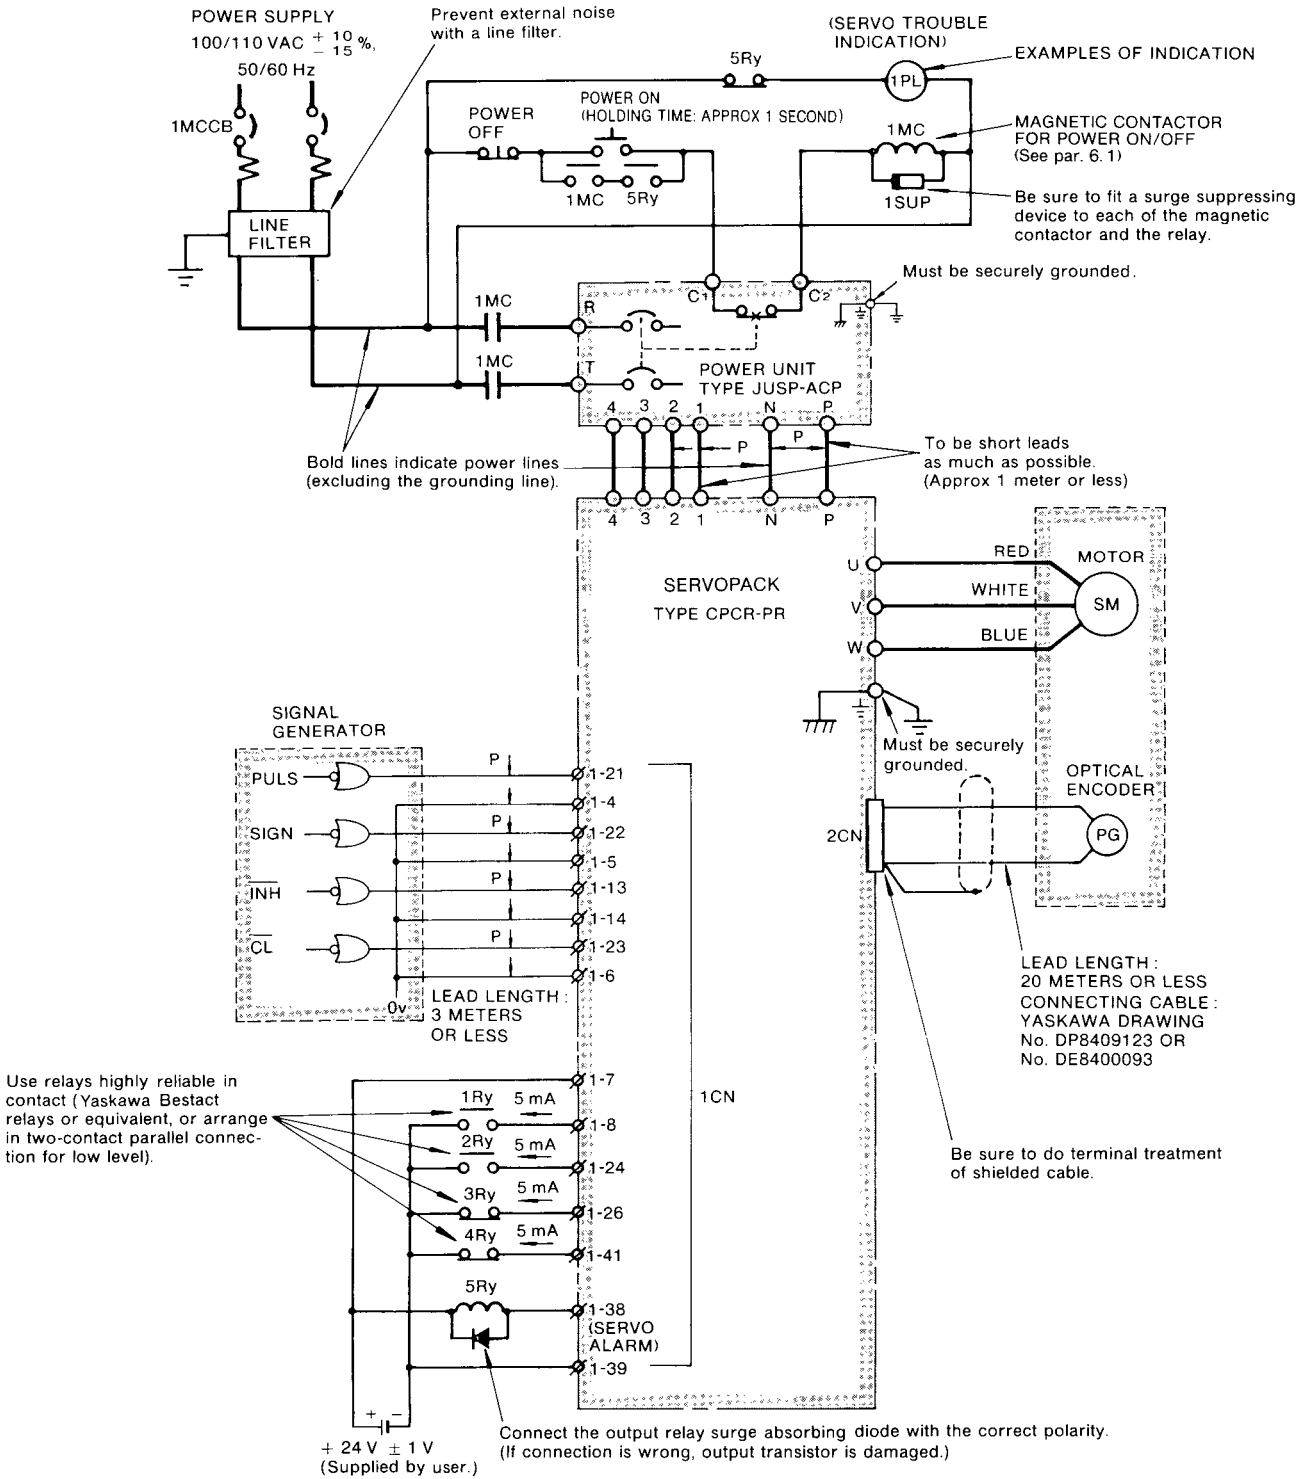 POWER SUPPLY
100/110 VAC + 10 − 15 %,
50/60 Hz
Prevent external noise
with a line filter.
(SERVO TROUBLE
INDICATION)
EXAMPLES OF INDICATION
5Ry
1PL
1MCCB
POWER
OFF
POWER ON
(HOLDING TIME: APPROX 1 SECOND)
1MC
MAGNETIC CONTACTOR
FOR POWER ON/OFF
(See par. 6.1)
1MC
5Ry
1SUP
Be sure to fit a surge suppressing
device to each of the magnetic
contactor and the relay.
LINE
FILTER
Must be securely grounded.
C1
C2
1MC
R
1MC
T
POWER UNIT
TYPE JUSP-ACP
4 3 2 1 N P
P
P
Bold lines indicate power lines
(excluding the grounding line).
To be short leads
as much as possible.
(Approx 1 meter or less)
4 3 2 1 N P
SERVOPACK
TYPE CPCR-PR
U
RED
MOTOR
V
WHITE
SM
W
BLUE
Must be securely
grounded.
SIGNAL
GENERATOR
PULS
P
1-21
1-4
SIGN
P
1-22
1-5
INH
P
1-13
1-14
CL
P
1-23
1-6
0v
LEAD LENGTH :
3 METERS
OR LESS
OPTICAL
ENCODER
2CN
PG
LEAD LENGTH :
20 METERS OR LESS
CONNECTING CABLE :
YASKAWA DRAWING
No. DP8409123 OR
No. DE8400093
Be sure to do terminal treatment
of shielded cable.
Use relays highly reliable in
contact (Yaskawa Bestact
relays or equivalent, or arrange
in two-contact parallel connec-
tion for low level).
1-7
1Ry
5 mA
1-8
2Ry
5 mA
1-24
3Ry
5 mA
1-26
4Ry
5 mA
1-41
1CN
5Ry
1-38
(SERVO
ALARM)
1-39
+ −
+ 24 V ± 1 V
(Supplied by user.)
Connect the output relay surge absorbing diode with the correct polarity.
(If connection is wrong, output transistor is damaged.)